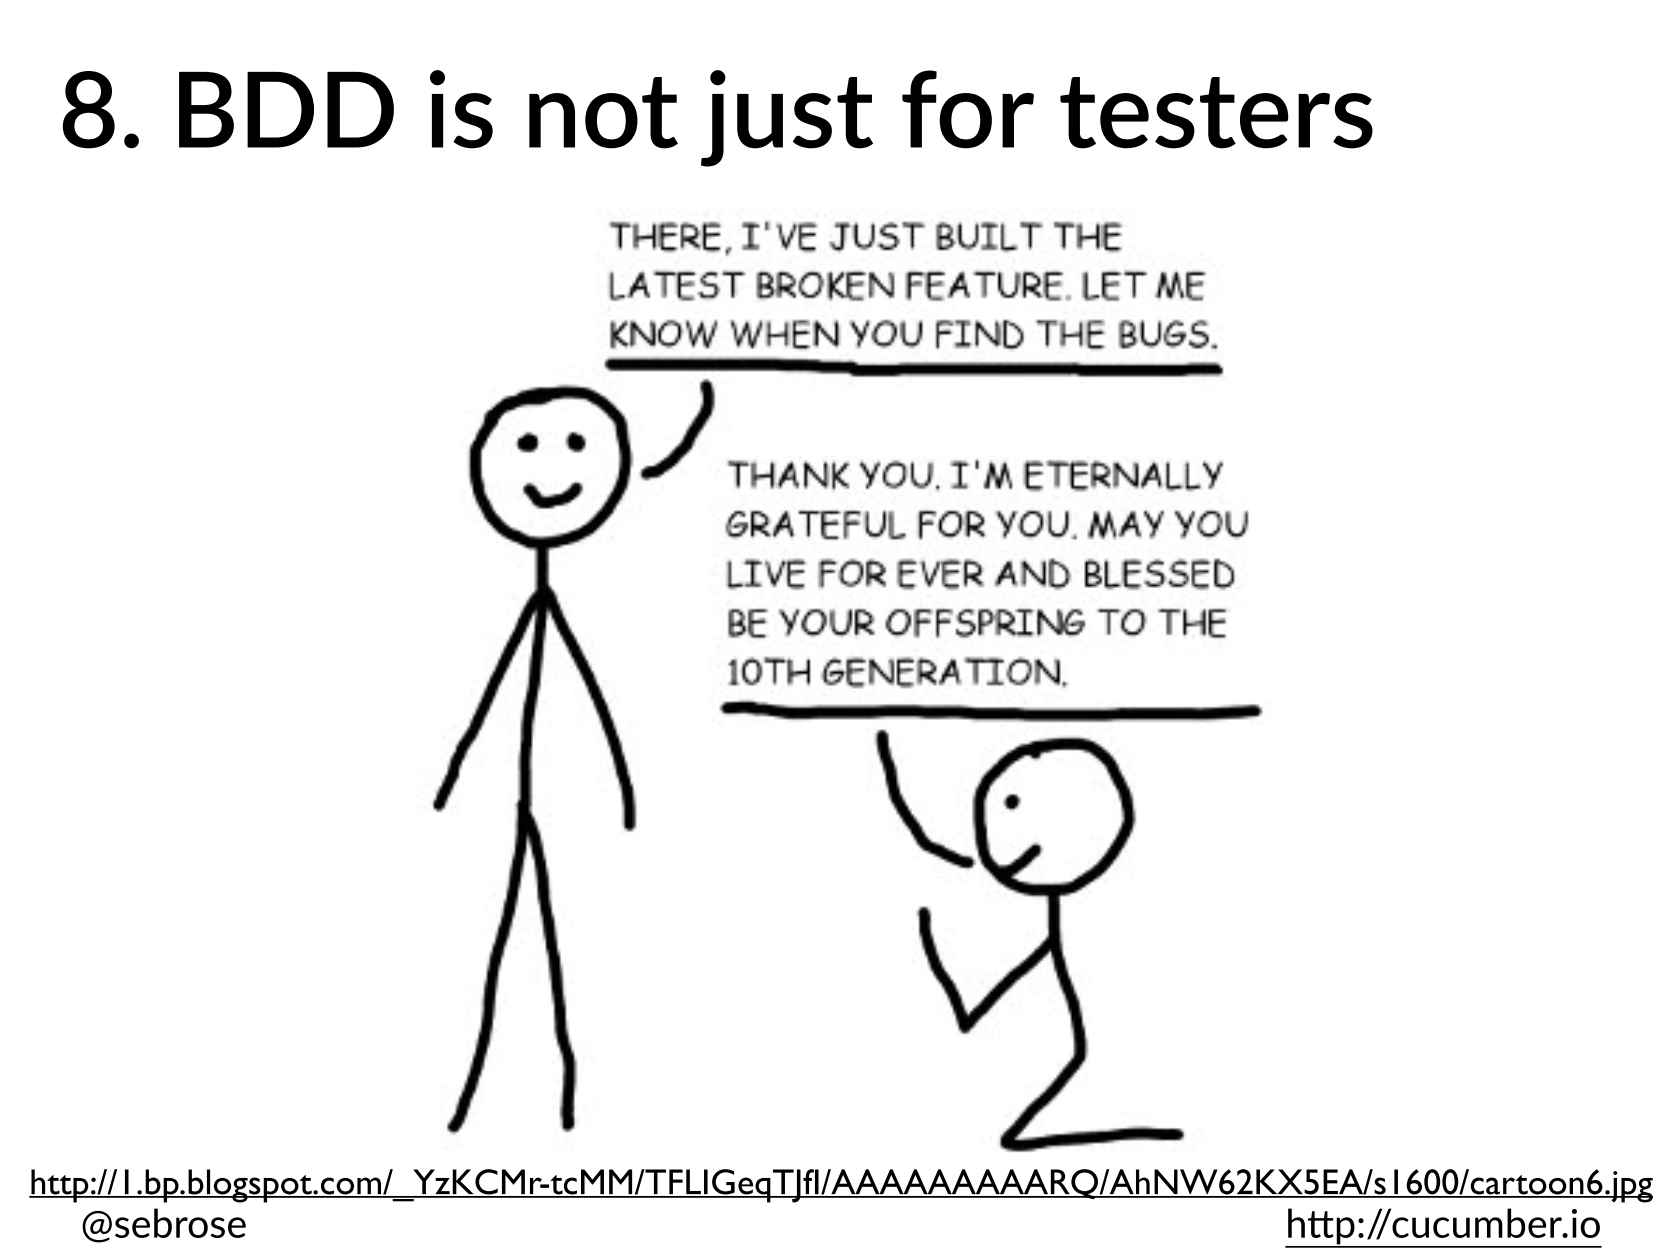 8. BDD is not just for testers
THERE, I'VE JUST BUILT THE
LATEST BROKEN FEATURE. LET ME
KNOW WHEN YOU FIND THE BUGS.
THANK YOU. I'M ETERNALLY
GRATEFUL FOR YOU. MAY YOU
LIVE FOR EVER AND BLESSED
BE YOUR OFFSPRING TO THE
10TH GENERATION.
http://1.bp.blogspot.com/_YzKCMr-tcMM/TFLIGeqTJfI/AAAAAAAAARQ/AhNW62KX5EA/s1600/cartoon6.jpg
@sebrose
http://cucumber.io